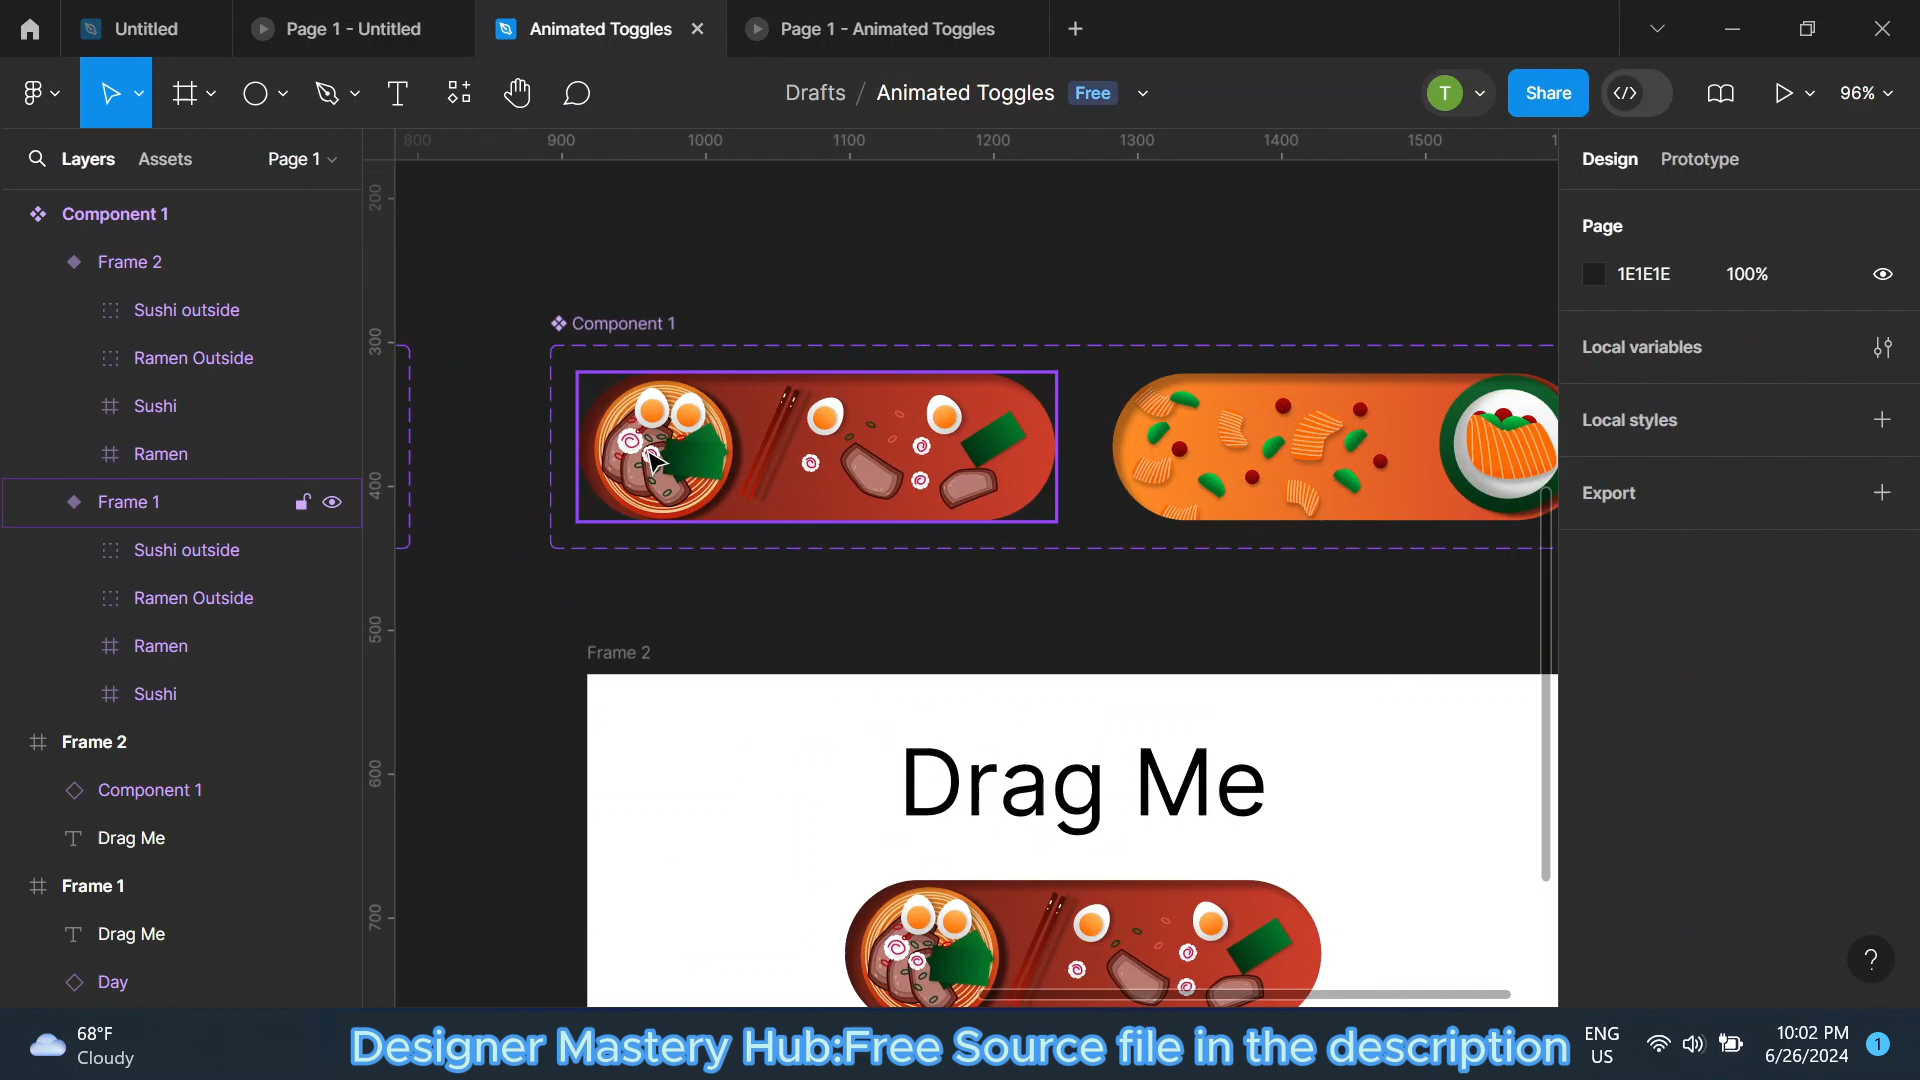 Untitled
Page 1 - Untitled
Animated Toggles
Page 1 - Animated Toggles
Drafts / Animated Toggles Free
T
Share
96%
Layers
Assets
Page 1
800 900 1000 1100 1200 1300 1400 1500
200
300
400
500
600
700
Component 1
Frame 2
Sushi outside
Ramen Outside
Sushi
Ramen
Frame 1
Sushi outside
Ramen Outside
Ramen
Sushi
Frame 2
Component 1
Drag Me
Frame 1
Drag Me
Day
Component 1
Frame 2
Drag Me
Design
Prototype
Page
1E1E1E 100%
Local variables
Local styles
Export
?
68°F
Cloudy
Designer Mastery Hub:Free Source file in the description
ENG
US
10:02 PM
6/26/2024
1